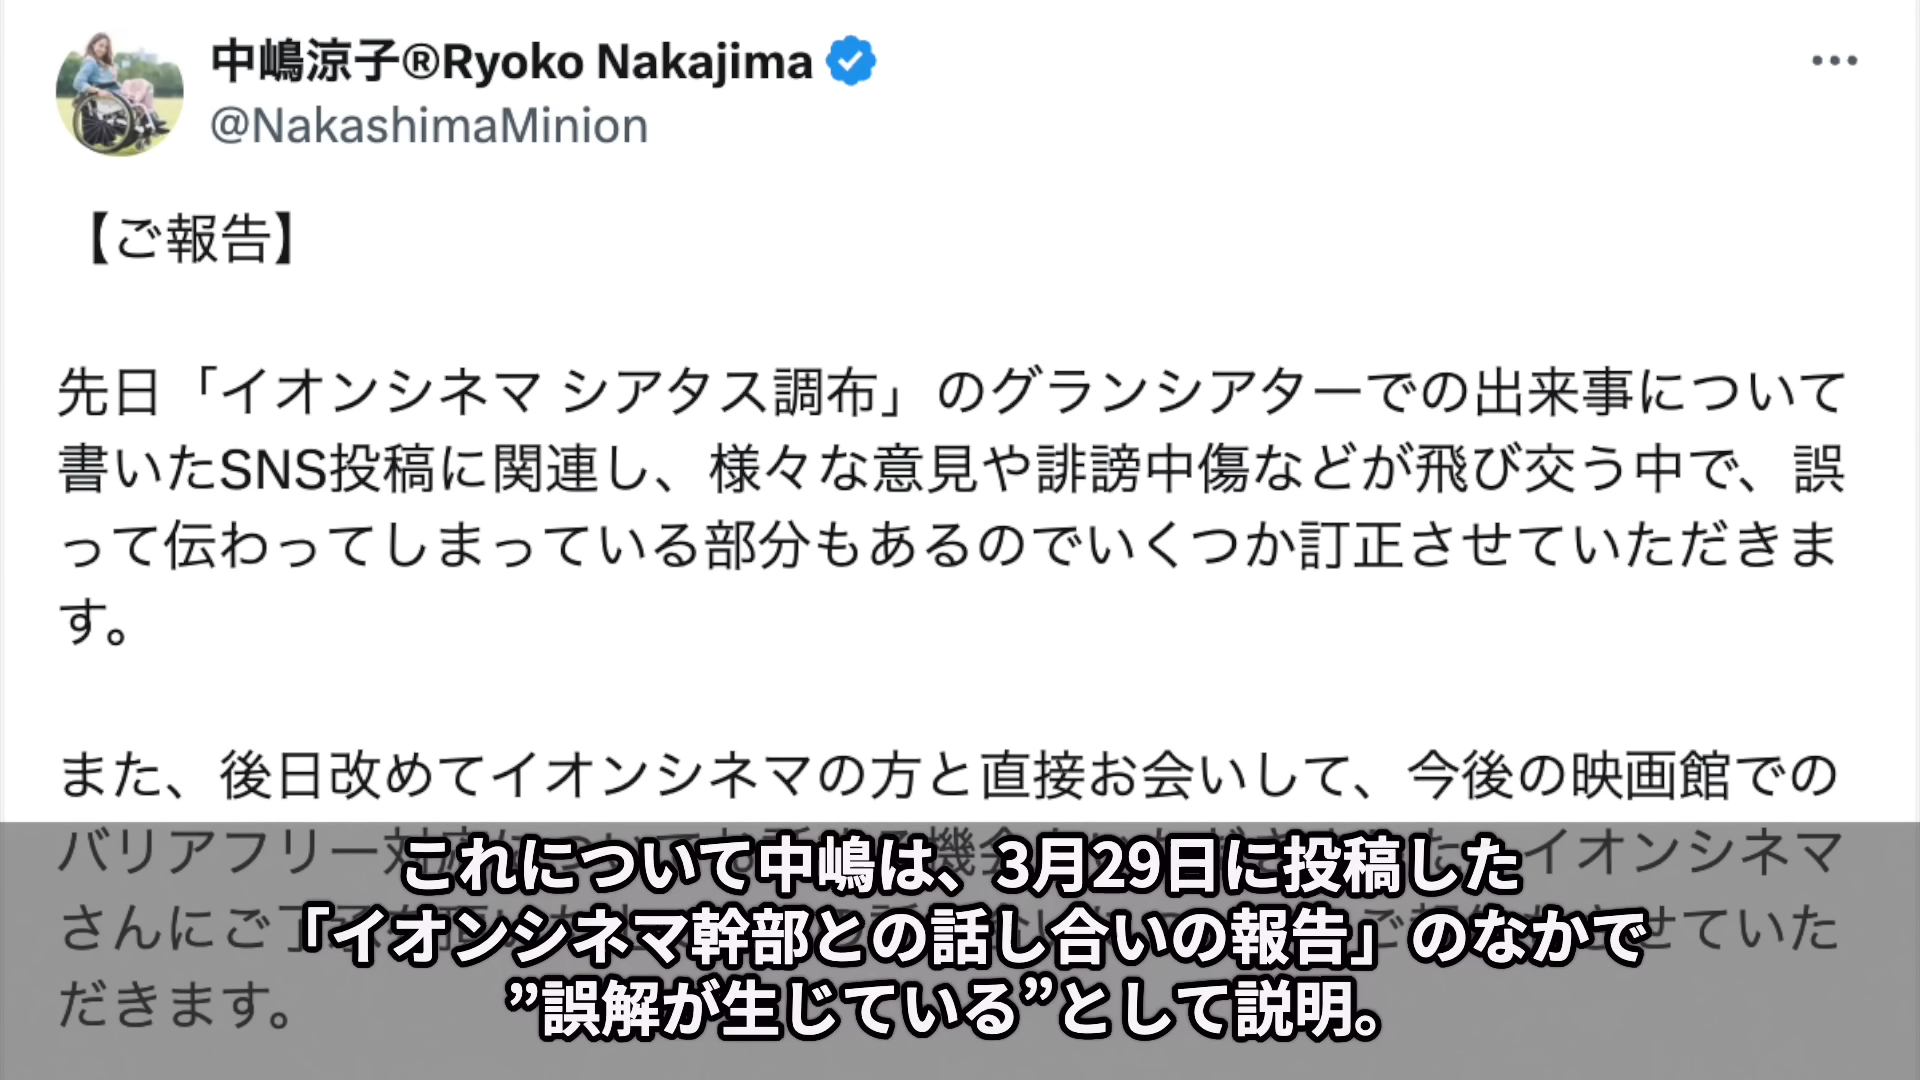 中嶋涼子®Ryoko Nakajima
@NakashimaMinion
【ご報告】
先日「イオンシネマ シアタス調布」のグランシアターでの出来事について
書いたSNS投稿に関連し、様々な意見や誹謗中傷などが飛び交う中で、誤
って伝わってしまっている部分もあるのでいくつか訂正させていただきま
す。
また、後日改めてイオンシネマの方と直接お会いして、今後の映画館での
バリアフリー イオンシネマ
さんにご させていた
だきます。
これについて中嶋は、3月29日に投稿した
「イオンシネマ幹部との話し合いの報告」のなかで
”誤解が生じている”として説明。